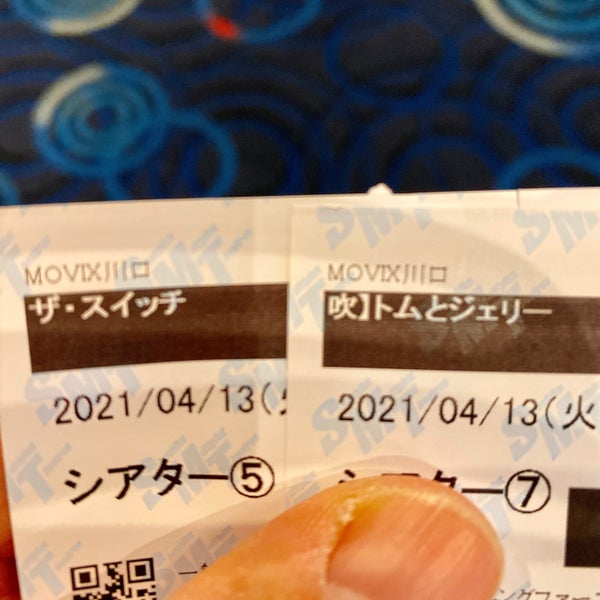 MOVIX川口
ザ・スイッチ
2021/04/13(
シアター⑤
MOVIX川口
吹】トムとジェリー
2021/04/13(火
シアター⑦
SMT